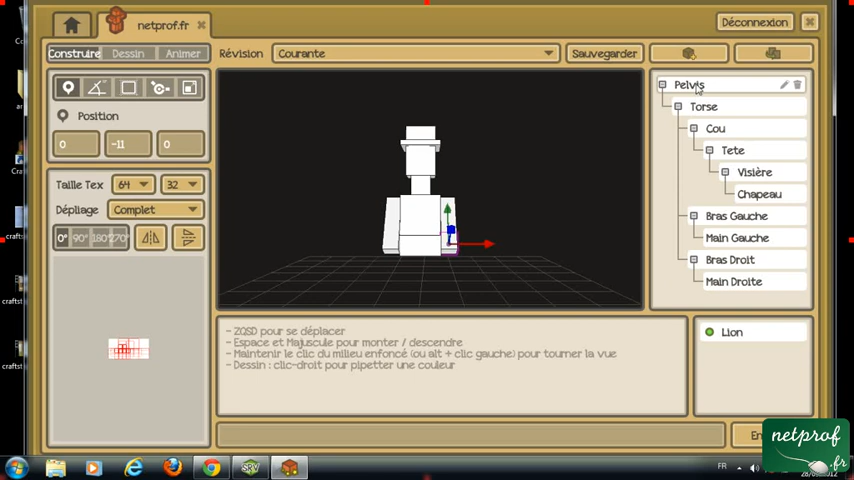 netprof.fr
Déconnexion
Construire
Dessin
Animer
Révision
Courante
Sauvegarder
Position
0
-11
0
Taille Tex
64
32
Dépliage
Complet
0°
90°
180°
270°
Pelvis
Torse
Cou
Tete
Visière
Chapeau
Bras Gauche
Main Gauche
Bras Droit
Main Droite
- ZQSD pour se déplacer
- Espace et Majuscule pour monter / descendre
- Maintenir le clic du milieu enfoncé (ou alt + clic gauche) pour tourner la vue
- Dessin : clic-droit pour pipetter une couleur
Lion
netprof
.fr
FR